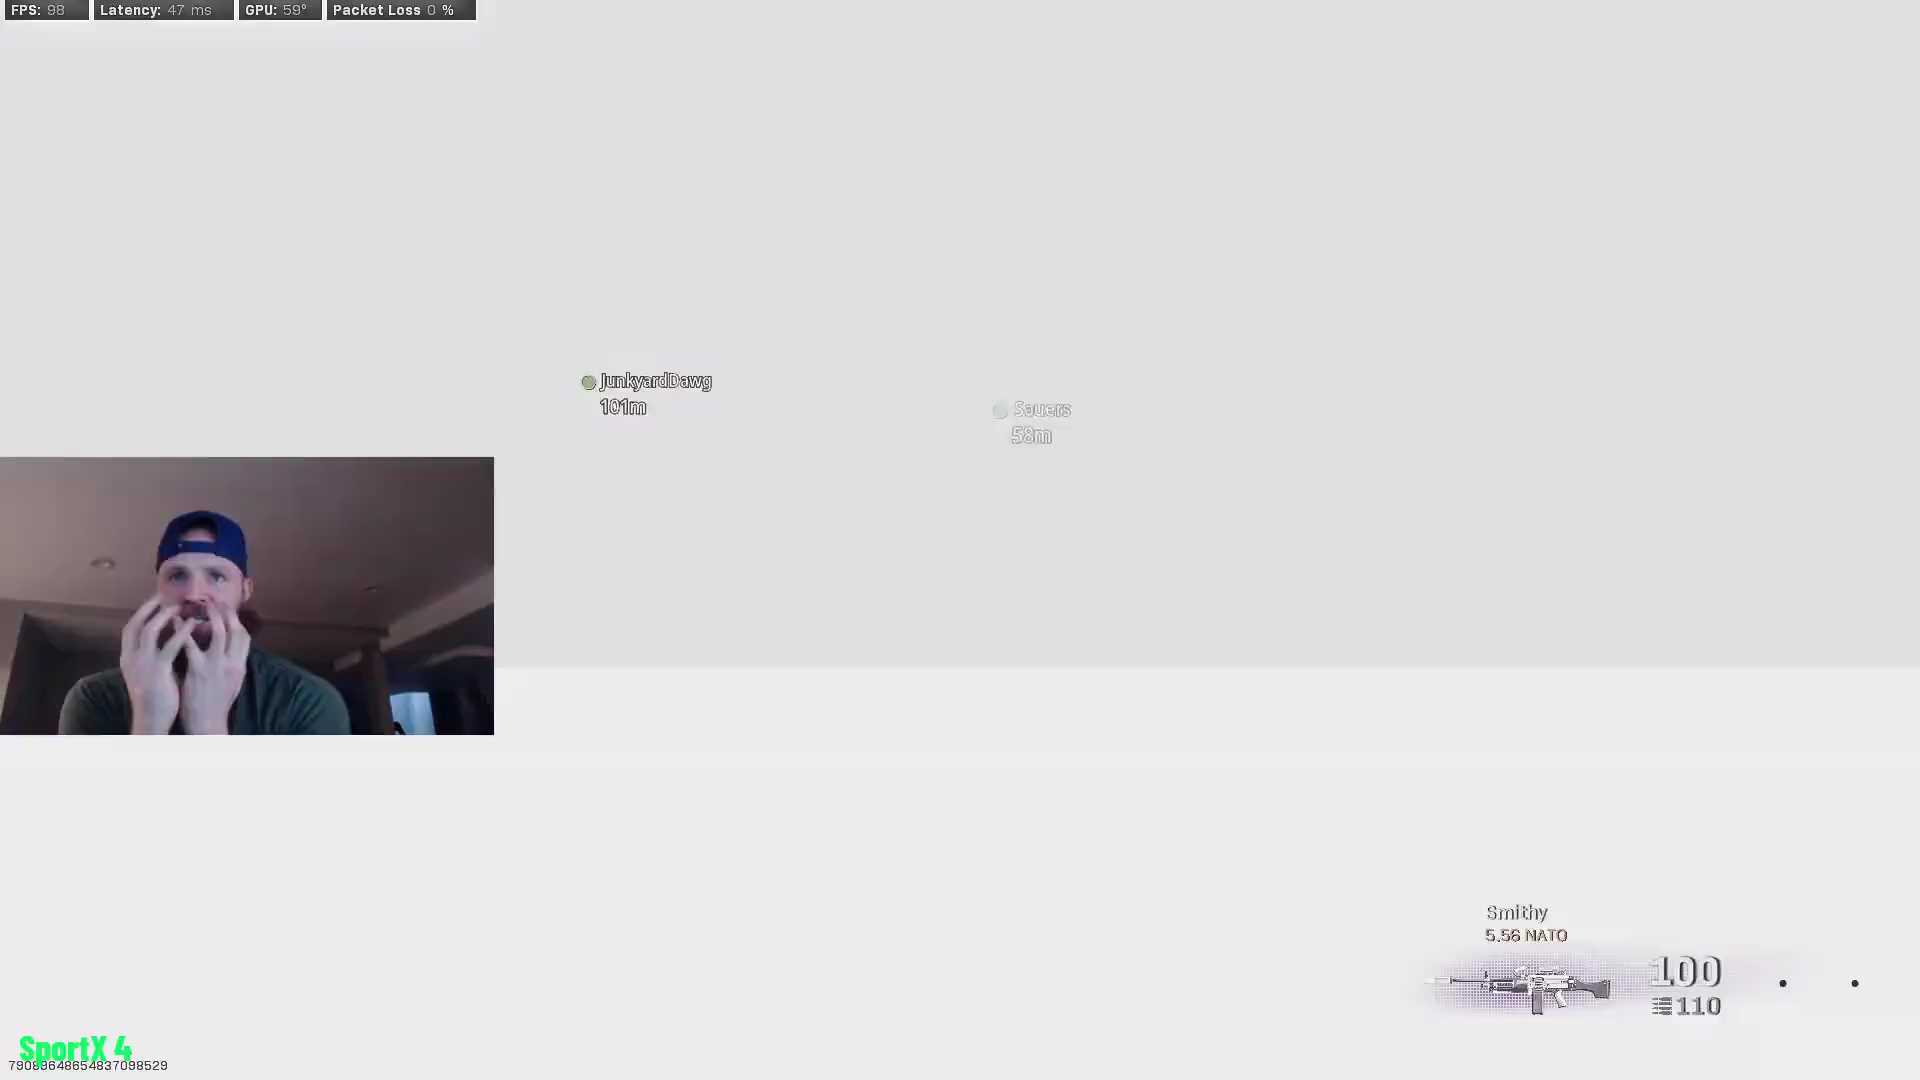 FPS: 98 Latency: 47 ms GPU: 59° Packet Loss 0 %
JunkyardDawg
101m
Sauers
58m
Smithy
5.56 NATO
100
110
SportX 4
79089648654837098529